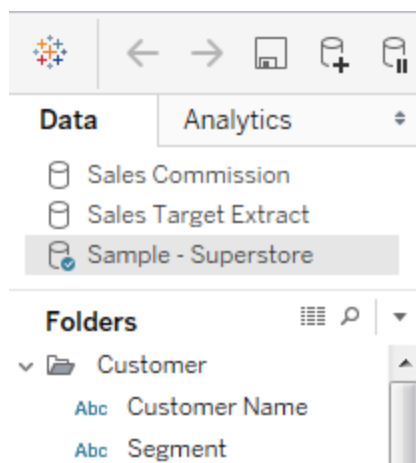 Data Analytics
Sales Commission
Sales Target Extract
Sample - Superstore
Folders
Customer
Abc Customer Name
Abc Segment